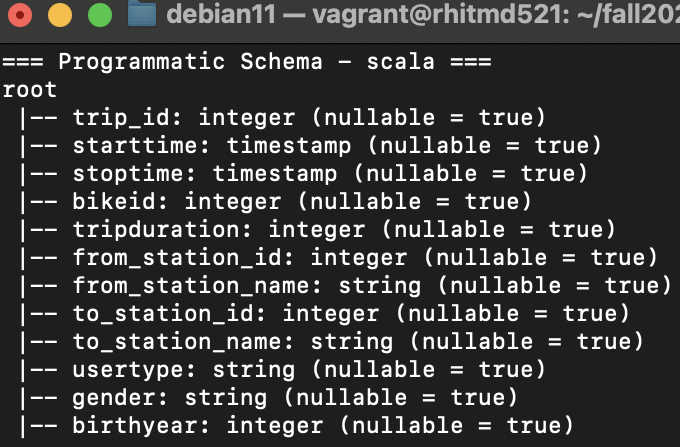 debian11 — vagrant@rhitmd521: ~/fall202
=== Programmatic Schema - scala ===
root
 |-- trip_id: integer (nullable = true)
 |-- starttime: timestamp (nullable = true)
 |-- stoptime: timestamp (nullable = true)
 |-- bikeid: integer (nullable = true)
 |-- tripduration: integer (nullable = true)
 |-- from_station_id: integer (nullable = true)
 |-- from_station_name: string (nullable = true)
 |-- to_station_id: integer (nullable = true)
 |-- to_station_name: string (nullable = true)
 |-- usertype: string (nullable = true)
 |-- gender: string (nullable = true)
 |-- birthyear: integer (nullable = true)